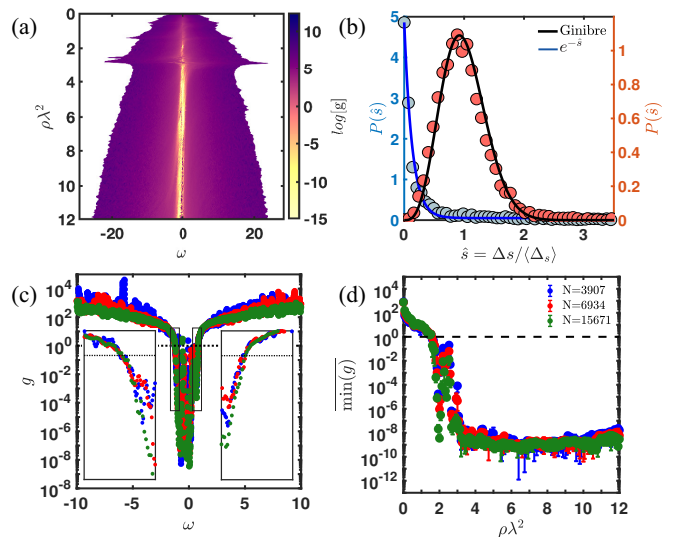 (a)
0
2
4
6
8
10
12
ρλ²
-20 0 20
ω
10
5
0
-5
-10
-15
log[g]
(b)
5
4
3
2
1
0
P(ŝ)
Ginibre
e^{-ŝ}
1
0.8
0.6
0.4
0.2
0
P(ŝ)
0 1 2 3
ŝ = Δs/⟨Δ_s⟩
(c)
10⁴
10²
10⁰
10⁻²
10⁻⁴
10⁻⁶
10⁻⁸
g
-10 -5 0 5 10
ω
(d)
N=3907
N=6934
N=15671
10⁴
10²
10⁰
10⁻²
10⁻⁴
10⁻⁶
10⁻⁸
10⁻¹⁰
10⁻¹²
min(g)
0 2 4 6 8 10 12
ρλ²